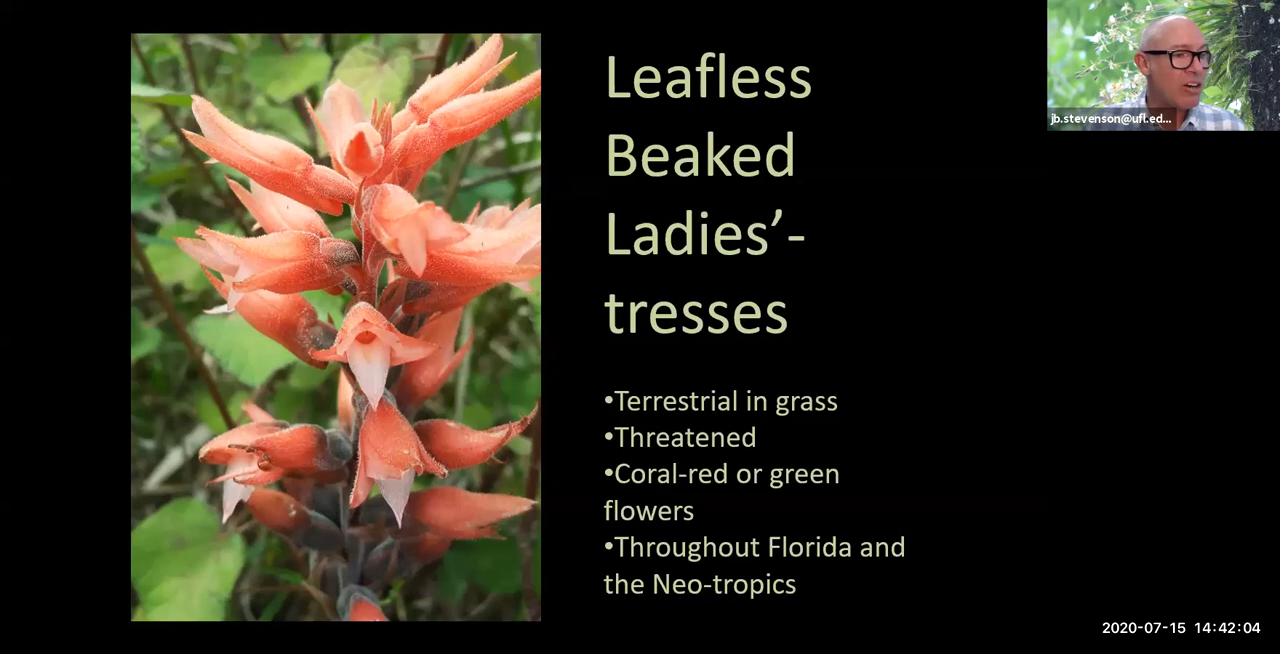 Leafless
Beaked
Ladies’-
tresses
jb.stevenson@ufl.ed...
•Terrestrial in grass
•Threatened
•Coral-red or green
flowers
•Throughout Florida and
the Neo-tropics
2020-07-15 14:42:04